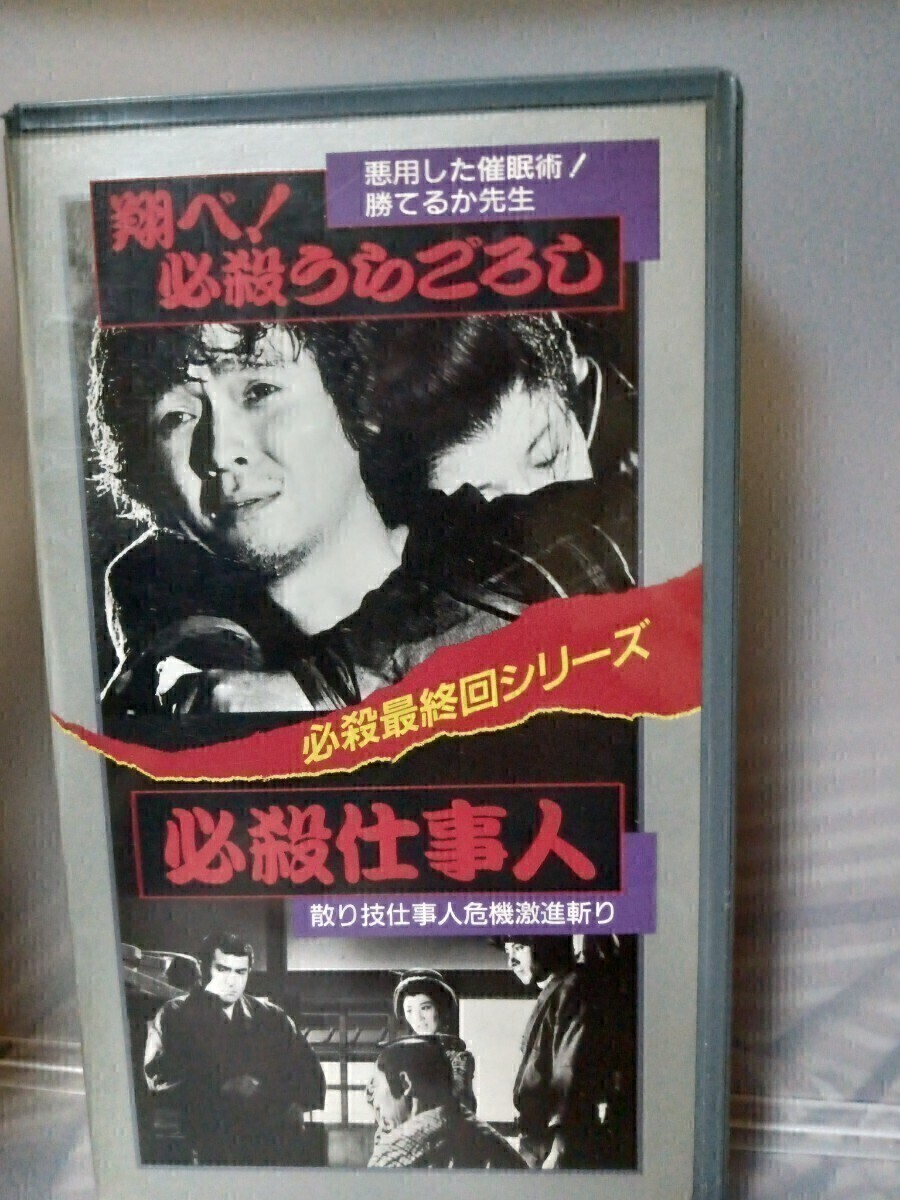 悪用した催眠術!
勝てるか先生
翔べ!
必殺うらごろし
必殺最終回シリーズ
必殺仕事人
散り技仕事人危機激進斬り